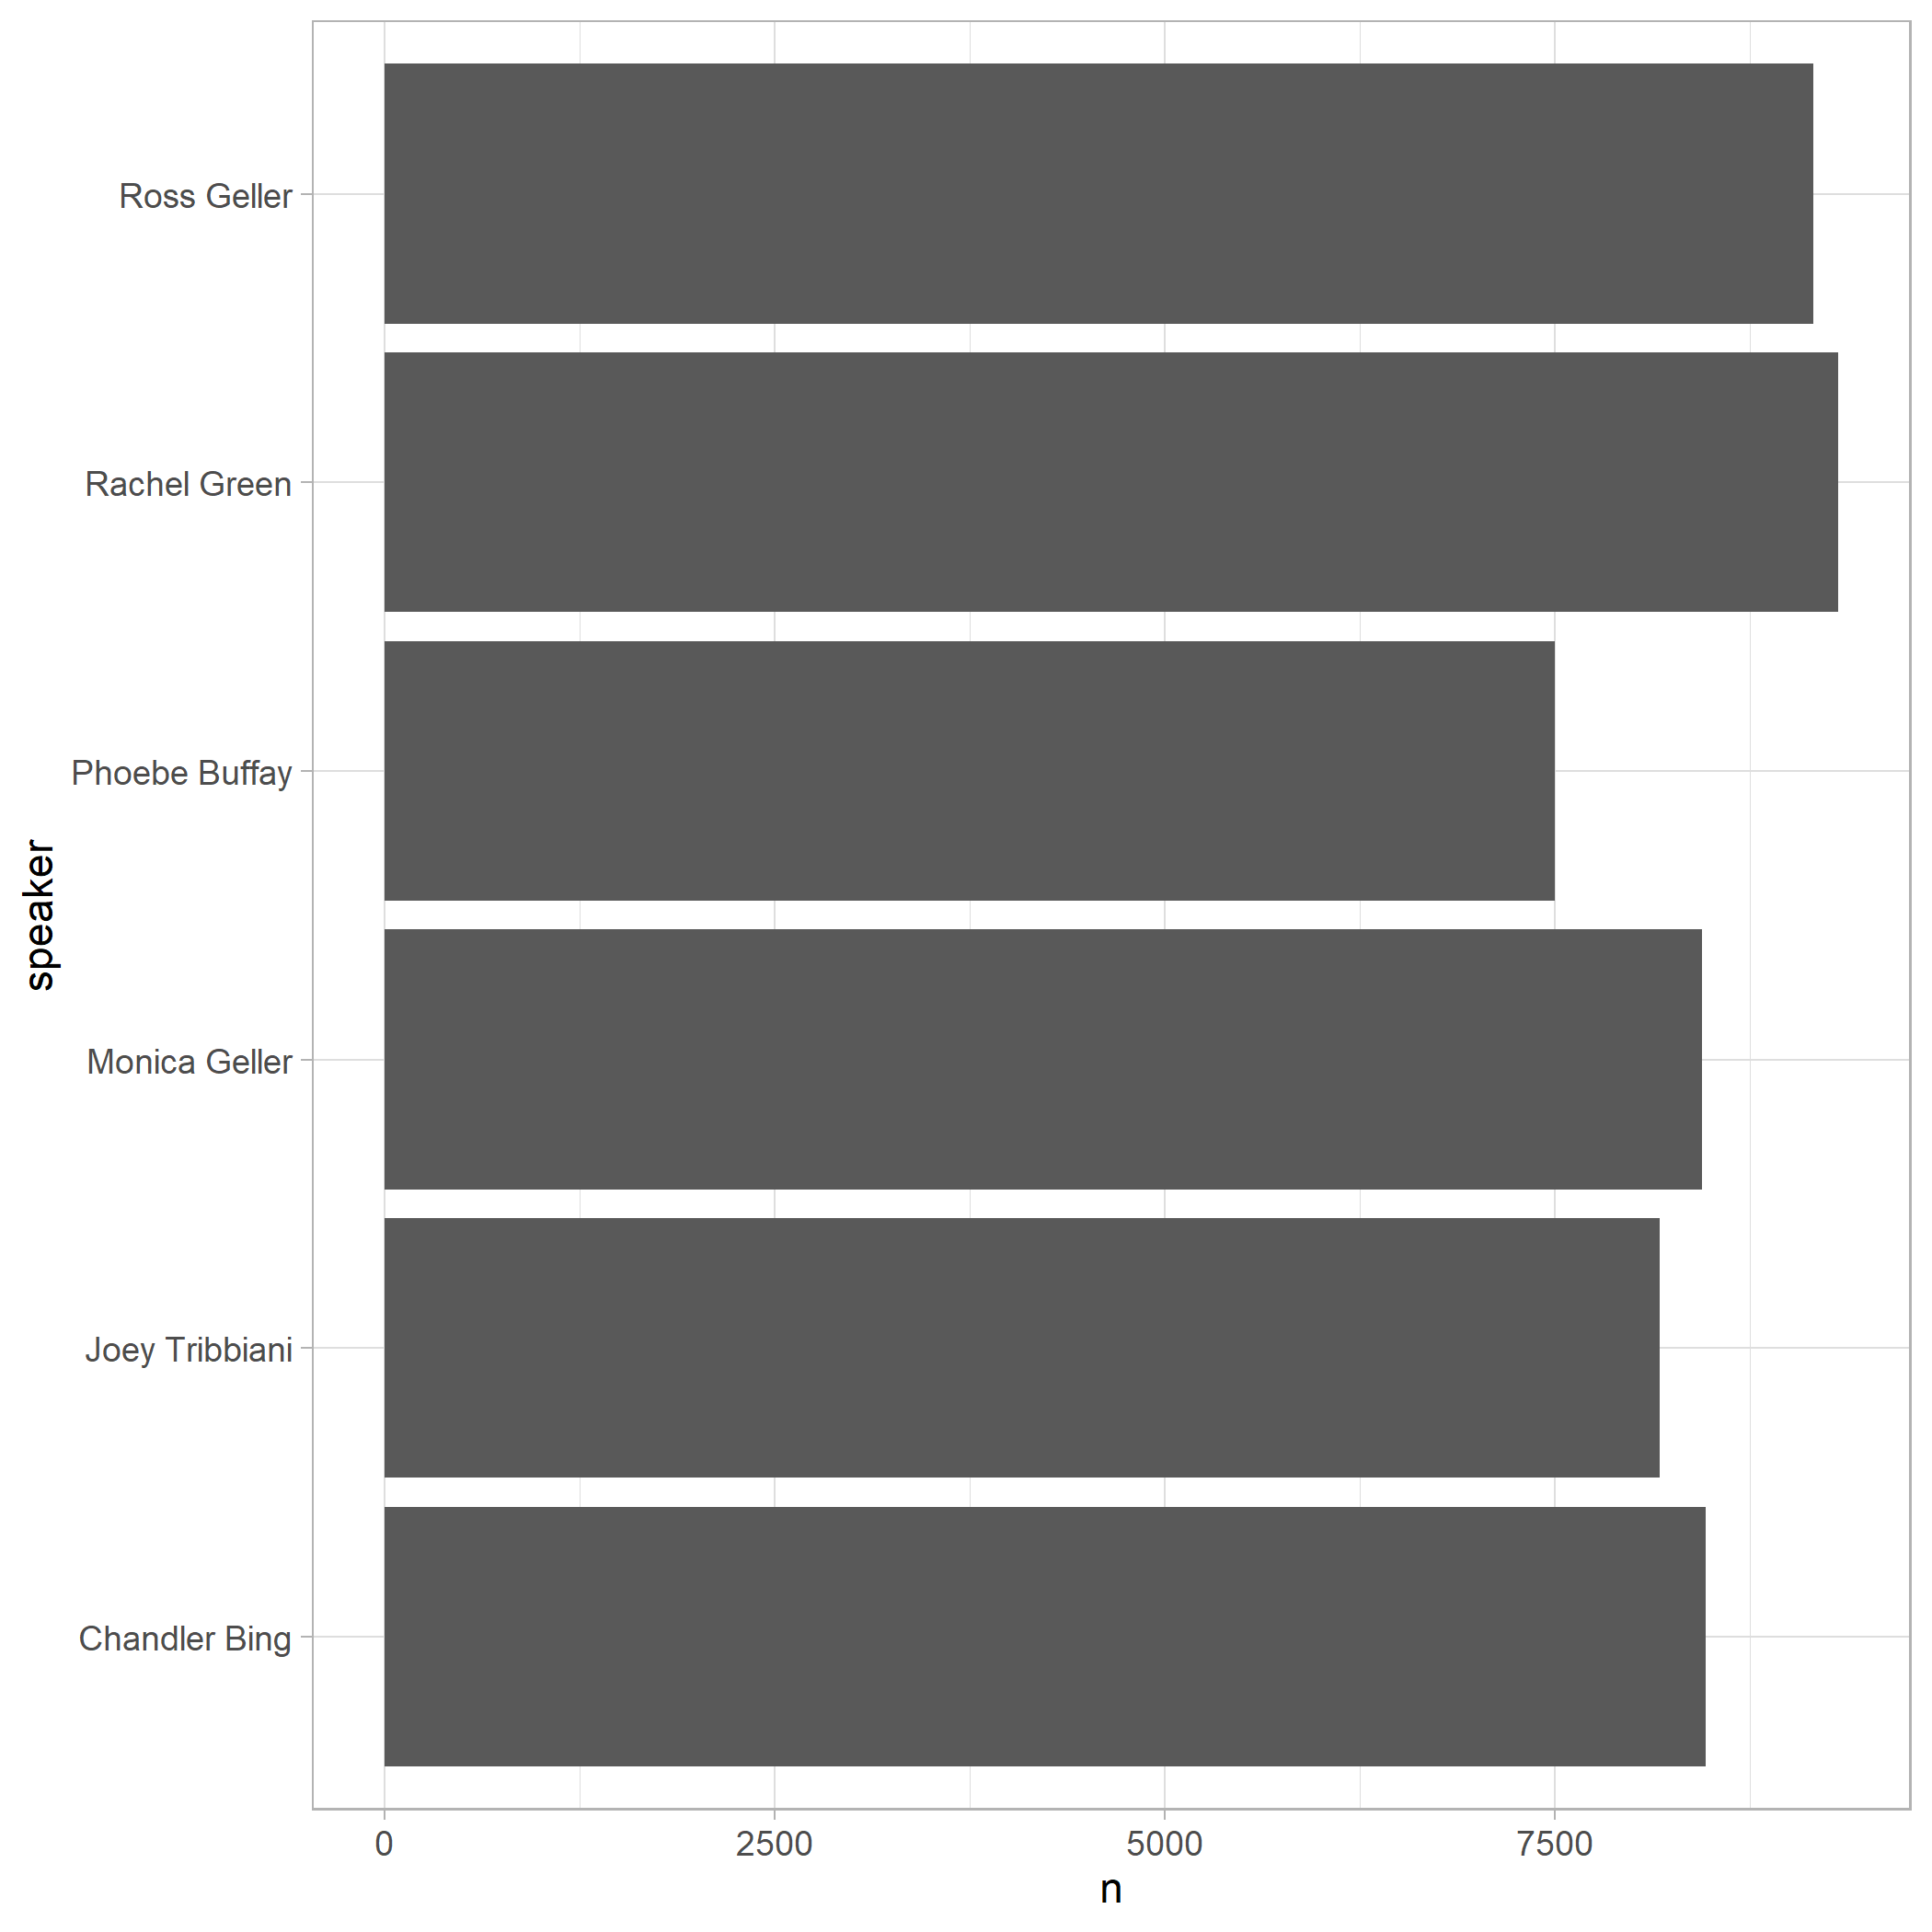 speaker
Ross Geller
Rachel Green
Phoebe Buffay
Monica Geller
Joey Tribbiani
Chandler Bing
0 2500 5000 7500
n